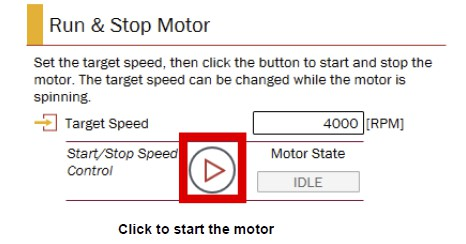 Run & Stop Motor
Set the target speed, then click the button to start and stop the
motor. The target speed can be changed while the motor is
spinning.
Target Speed 4000 [RPM]
Start/Stop Speed Motor State
Control IDLE
Click to start the motor